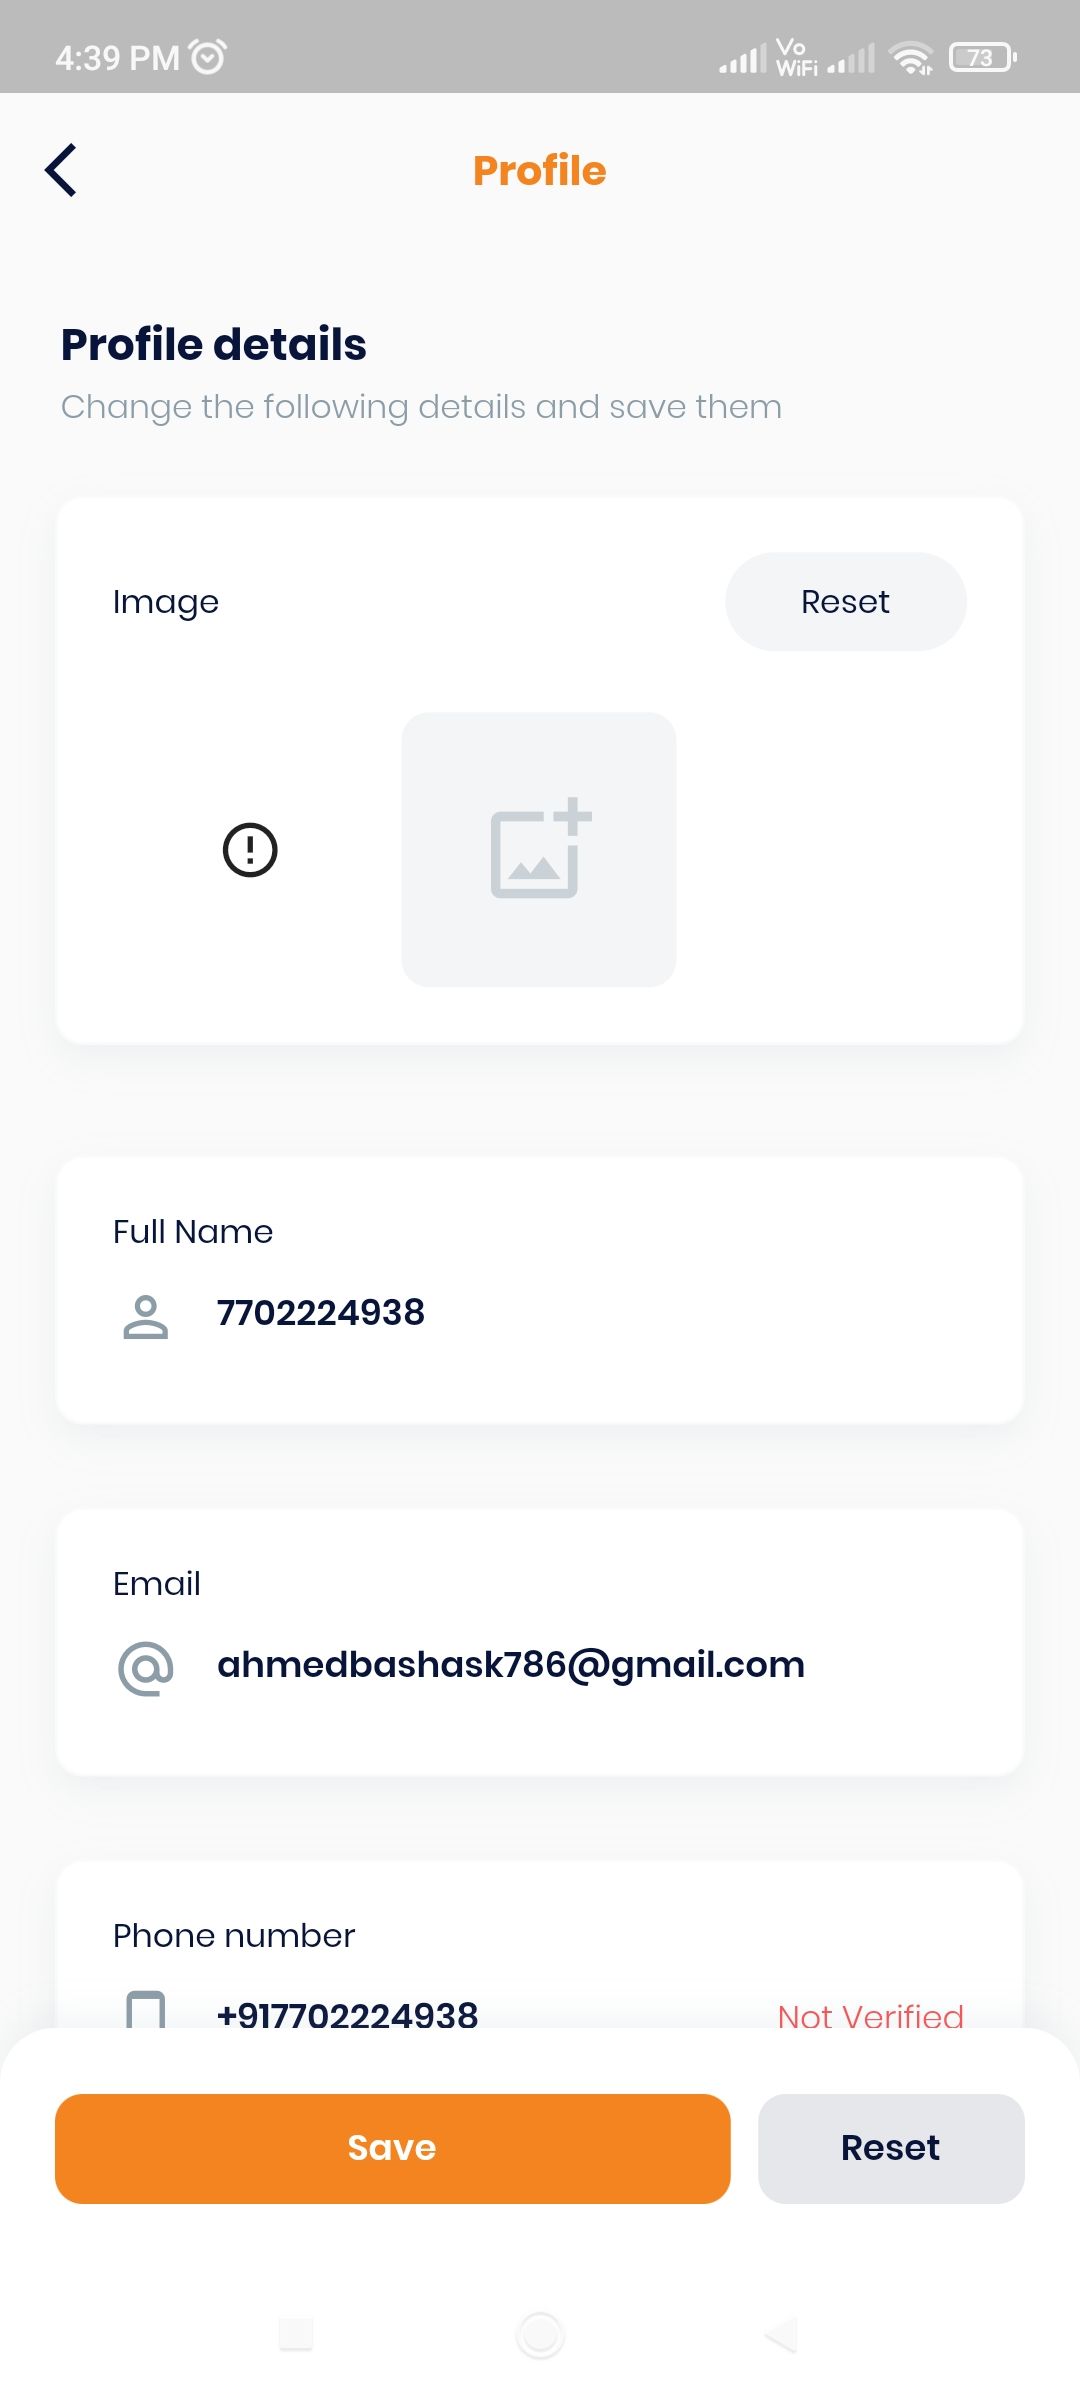 4:39 PM
Vo
WiFi
73
Profile
Profile details
Change the following details and save them
Image
Reset
Full Name
7702224938
Email
ahmedbashask786@gmail.com
Phone number
+917702224938
Not Verified
Save
Reset